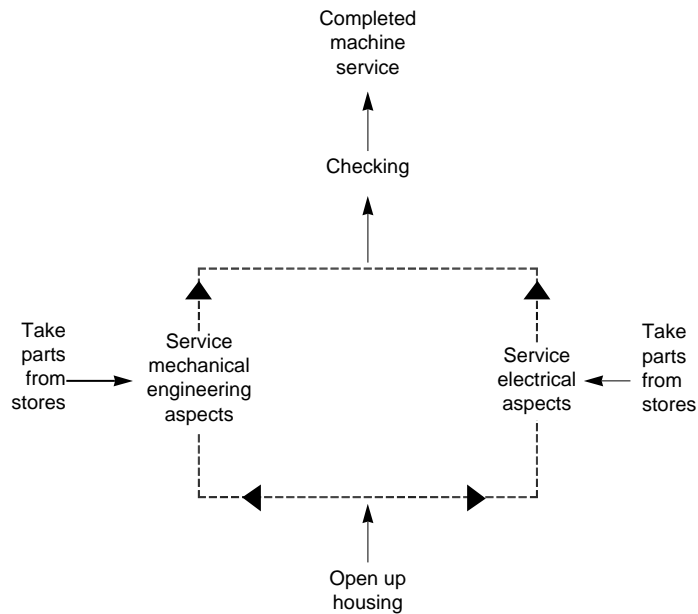 Completed
machine
service
Checking
Take
parts
from
stores
Service
mechanical
engineering
aspects
Service
electrical
aspects
Take
parts
from
stores
Open up
housing